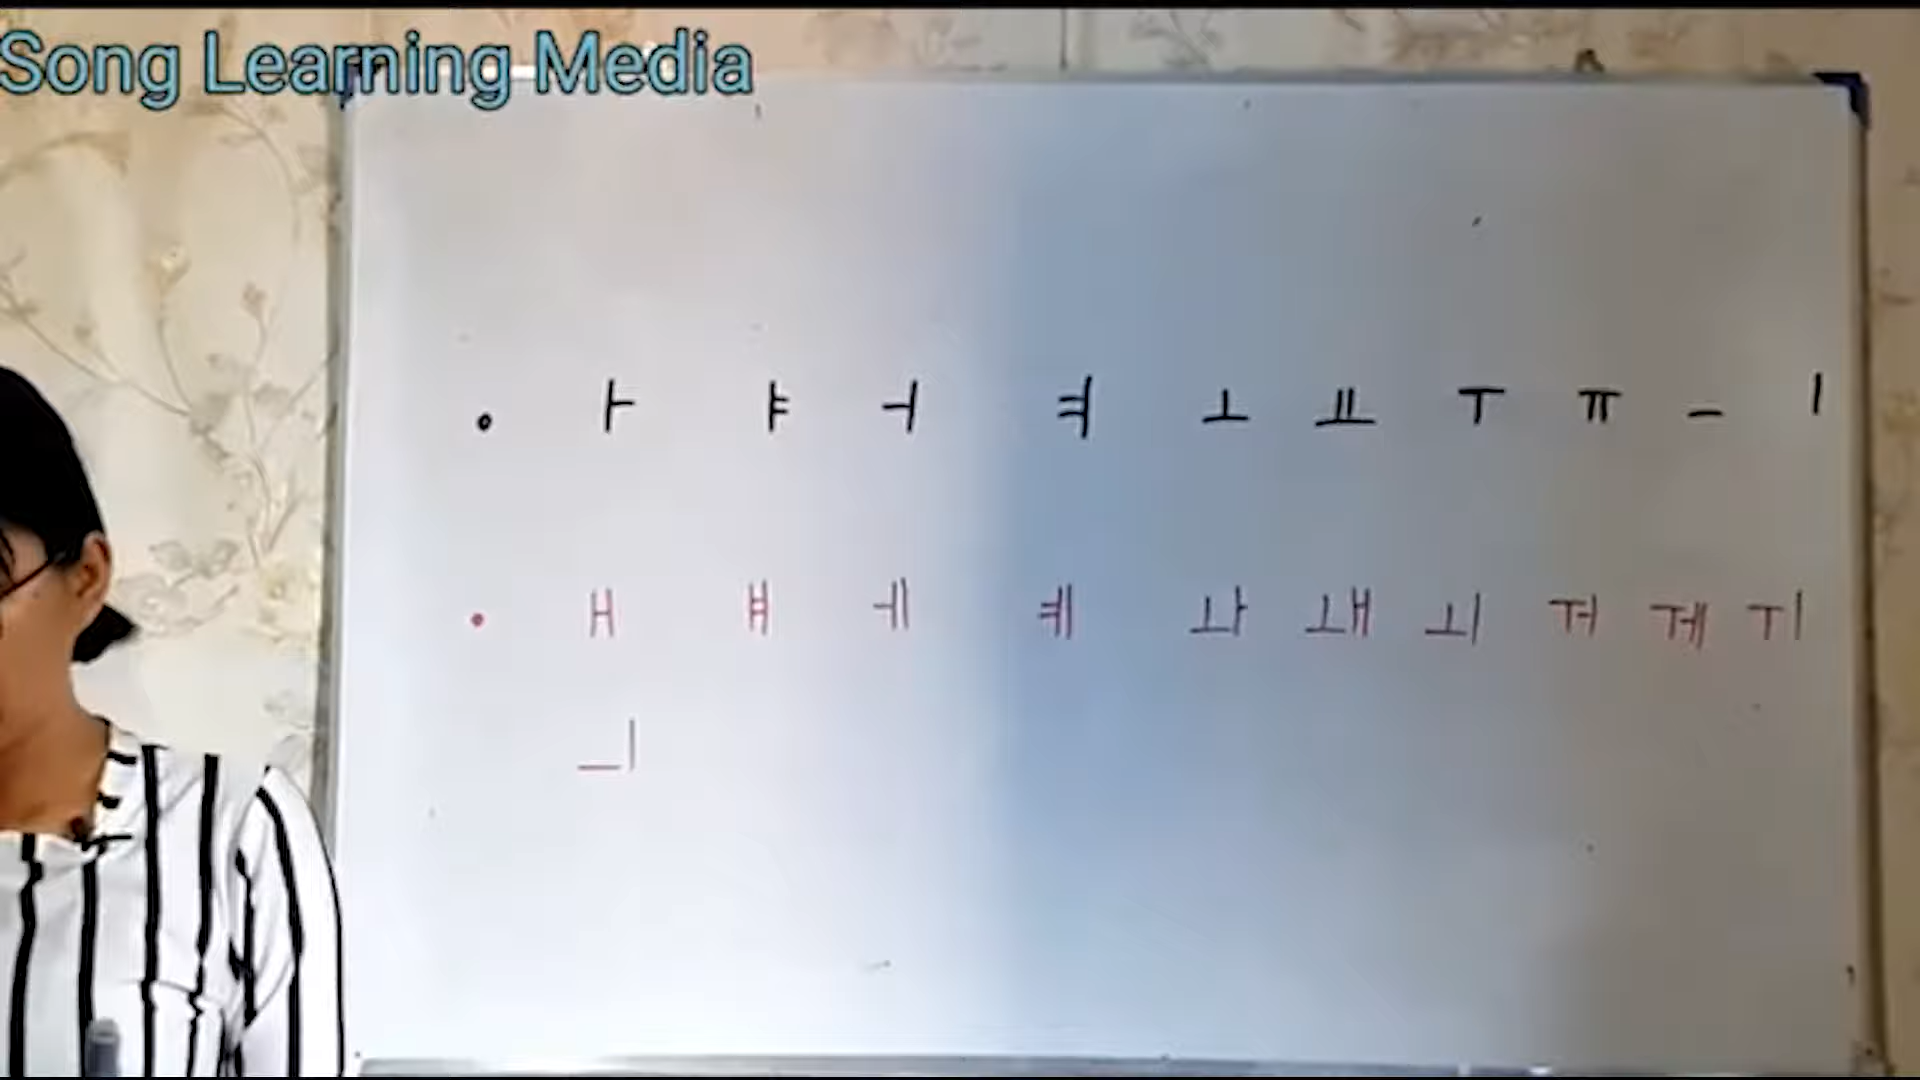 Song Learning Media
• ㅏ ㅑ ㅓ ㅕ ㅗ ㅛ ㅜ ㅠ ㅡ ㅣ
• ㅐ ㅒ ㅔ ㅖ ㅘ ㅙ ㅚ ㅝ ㅞ ㅟ
ㅢ